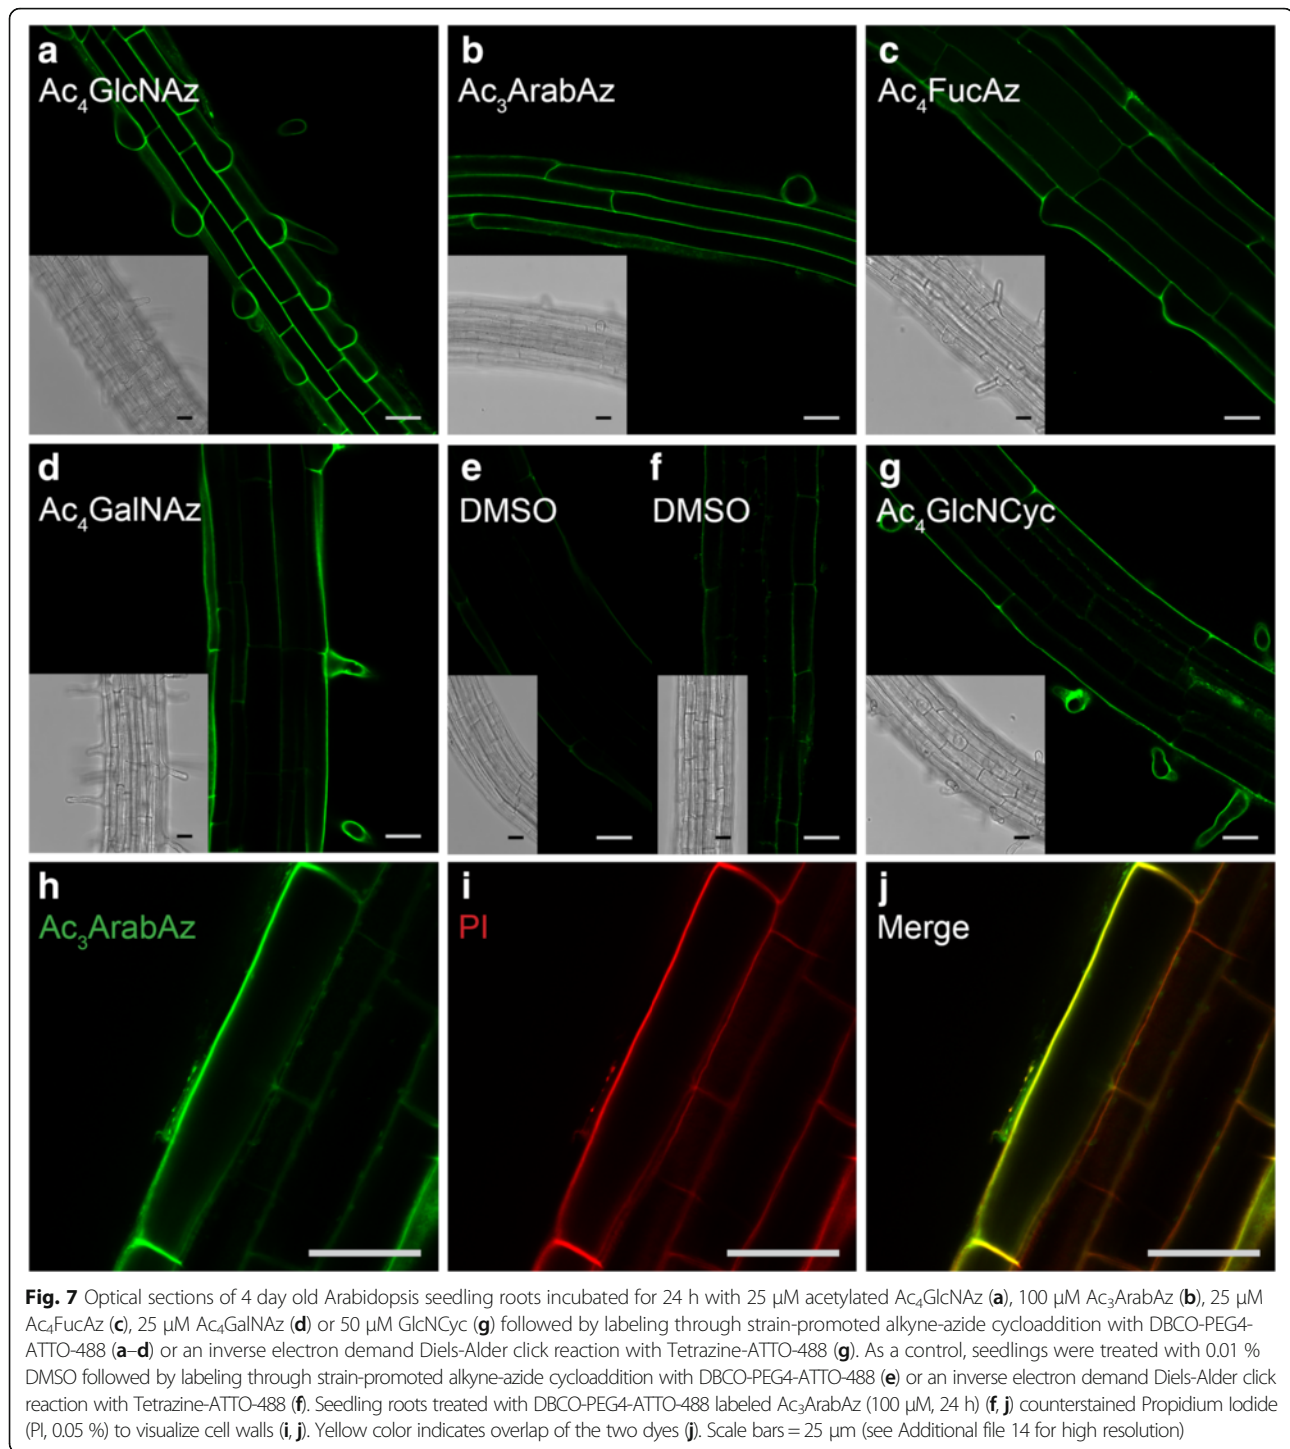 a
Ac4GlcNAz
b
Ac3ArabAz
c
Ac4FucAz
d
Ac4GalNAz
e
DMSO
f
DMSO
g
Ac4GlcNCyc
h
Ac3ArabAz
i
PI
j
Merge
Fig. 7 Optical sections of 4 day old Arabidopsis seedling roots incubated for 24 h with 25 μM acetylated Ac4GlcNAz (a), 100 μM Ac3ArabAz (b), 25 μM
Ac4FucAz (c), 25 μM Ac4GalNAz (d) or 50 μM GlcNCyc (g) followed by labeling through strain-promoted alkyne-azide cycloaddition with DBCO-PEG4-
ATTO-488 (a–d) or an inverse electron demand Diels-Alder click reaction with Tetrazine-ATTO-488 (g). As a control, seedlings were treated with 0.01 %
DMSO followed by labeling through strain-promoted alkyne-azide cycloaddition with DBCO-PEG4-ATTO-488 (e) or an inverse electron demand Diels-Alder click
reaction with Tetrazine-ATTO-488 (f). Seedling roots treated with DBCO-PEG4-ATTO-488 labeled Ac3ArabAz (100 μM, 24 h) (f, j) counterstained Propidium Iodide
(PI, 0.05 %) to visualize cell walls (i, j). Yellow color indicates overlap of the two dyes (j). Scale bars = 25 μm (see Additional file 14 for high resolution)